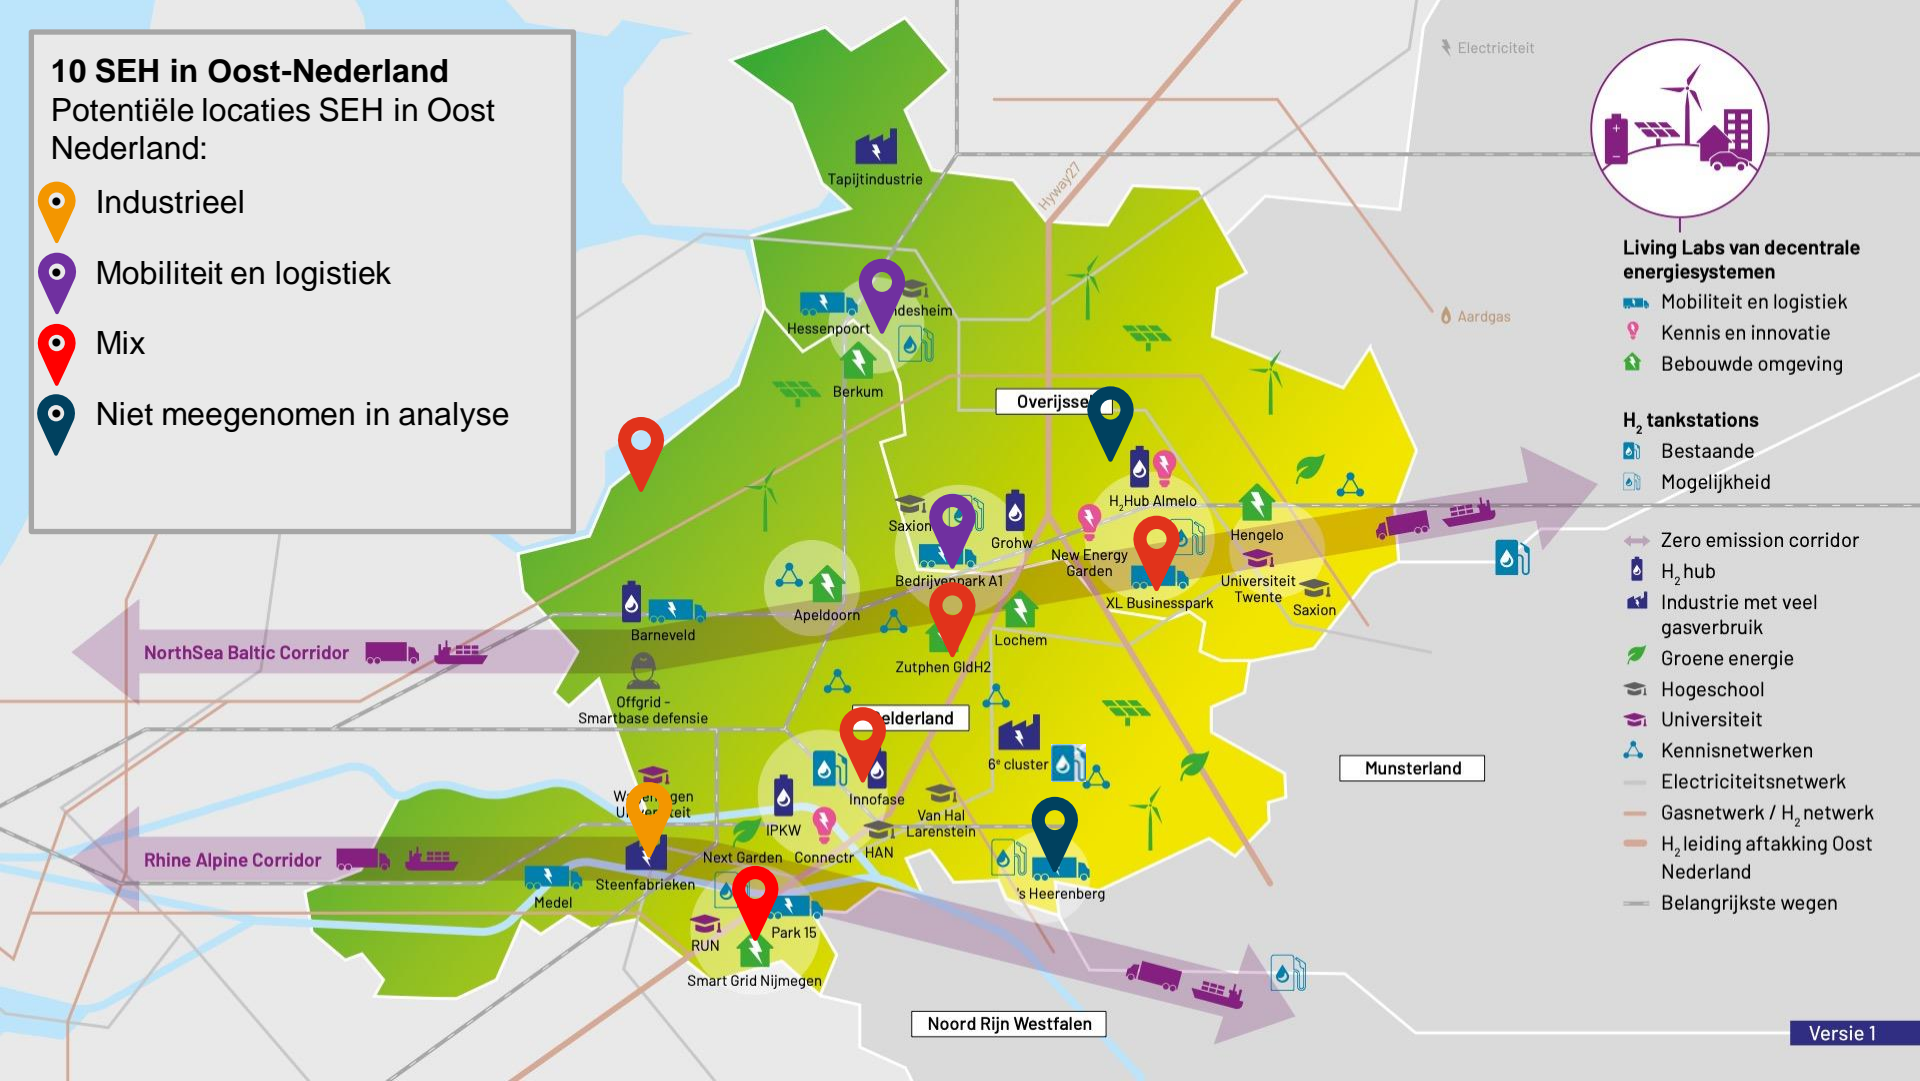 10 SEH in Oost-Nederland
Potentiële locaties SEH in Oost
Nederland:
Industrieel
Mobiliteit en logistiek
Mix
Niet meegenomen in analyse
Electriciteit
Hyway27
Aardgas
Tapijtindustrie
Hessenpoort
desheim
Berkum
Overijsse
H2Hub Almelo
Saxion
Grohw
New Energy
Garden
Hengelo
Bedrijvenpark A1
XL Businesspark
Universiteit
Twente
Saxion
Apeldoorn
Barneveld
Lochem
Zutphen GldH2
NorthSea Baltic Corridor
Offgrid -
Smartbase defensie
elderland
6e cluster
Munsterland
Innofase
Van Hal
Larenstein
IPKW
HAN
Next Garden
Connectr
Rhine Alpine Corridor
Steenfabrieken
Medel
's Heerenberg
Park 15
RUN
Smart Grid Nijmegen
Noord Rijn Westfalen
Living Labs van decentrale
energiesystemen
Mobiliteit en logistiek
Kennis en innovatie
Bebouwde omgeving
H2 tankstations
Bestaande
Mogelijkheid
Zero emission corridor
H2 hub
Industrie met veel
gasverbruik
Groene energie
Hogeschool
Universiteit
Kennisnetwerken
Electriciteitsnetwerk
Gasnetwerk / H2 netwerk
H2 leiding aftakking Oost
Nederland
Belangrijkste wegen
Versie 1